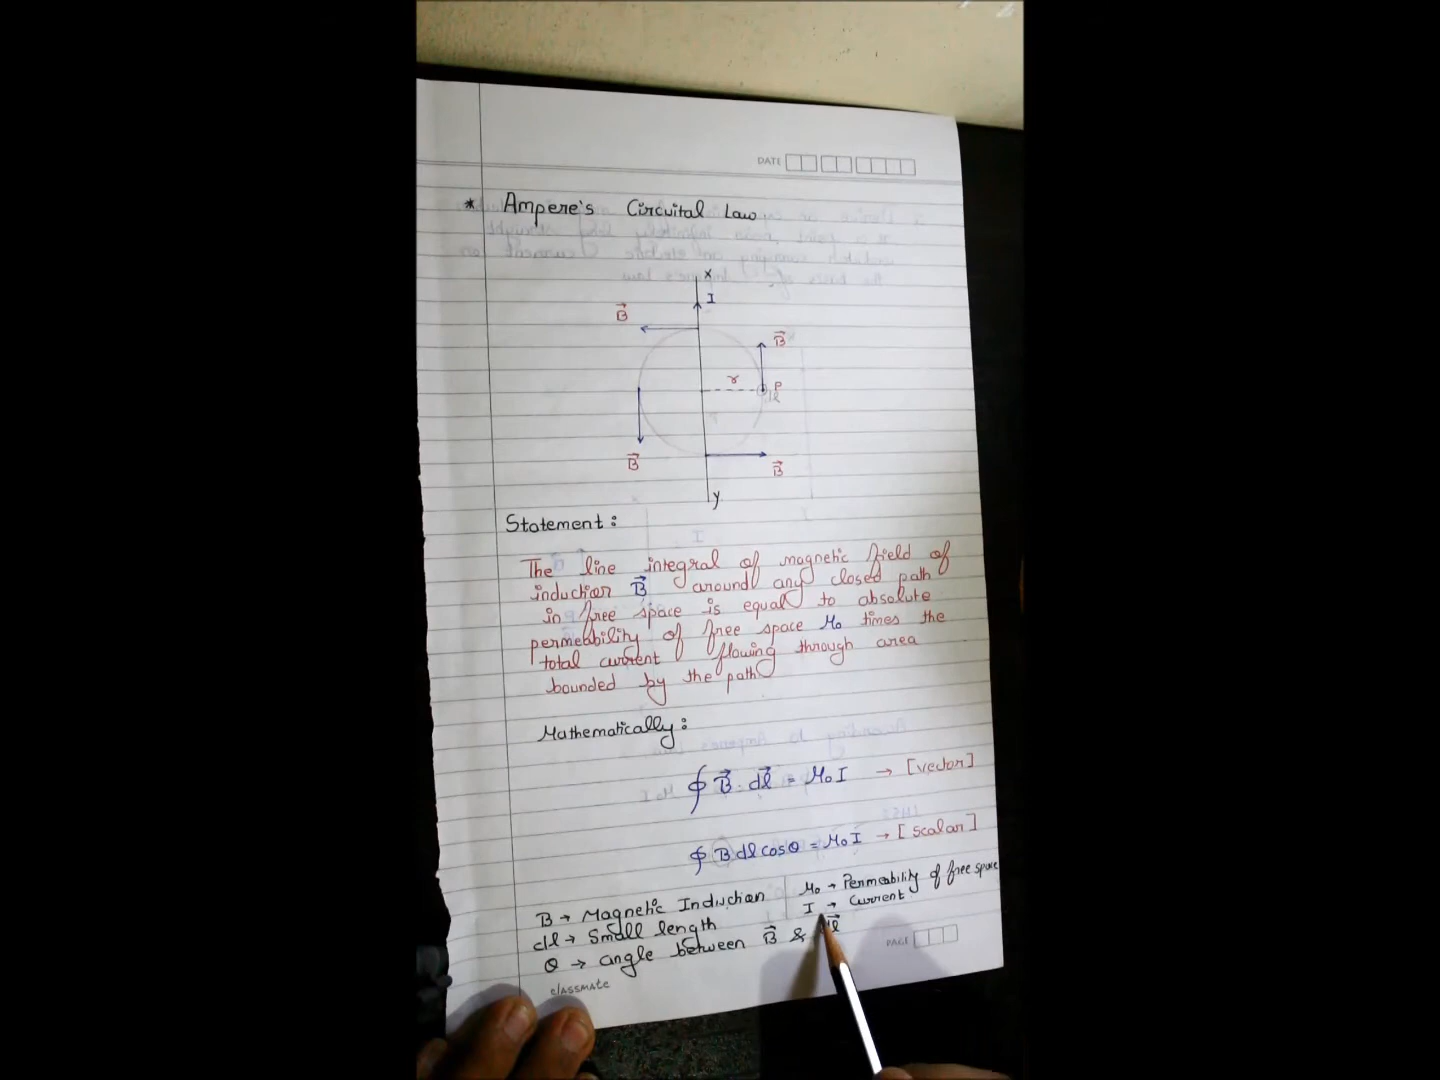 DATE
* Ampere's Circuital Law
x
I
B⃗
B⃗
r
P
dl
B⃗
B⃗
y
Statement:
The line integral of magnetic field of
induction B⃗ around any closed path
in free space is equal to absolute
permeability of free space μ₀ times the
total current flowing through area
bounded by the path
Mathematically:
∮ B⃗ · dl⃗ = μ₀ I → [vector]
∮ B dl cosθ = μ₀ I → [scalar]
B → Magnetic Induction
dl → Small length
θ → angle between B⃗ & dl⃗
μ₀ → Permeability of free space
I → Current
PAGE
classmate